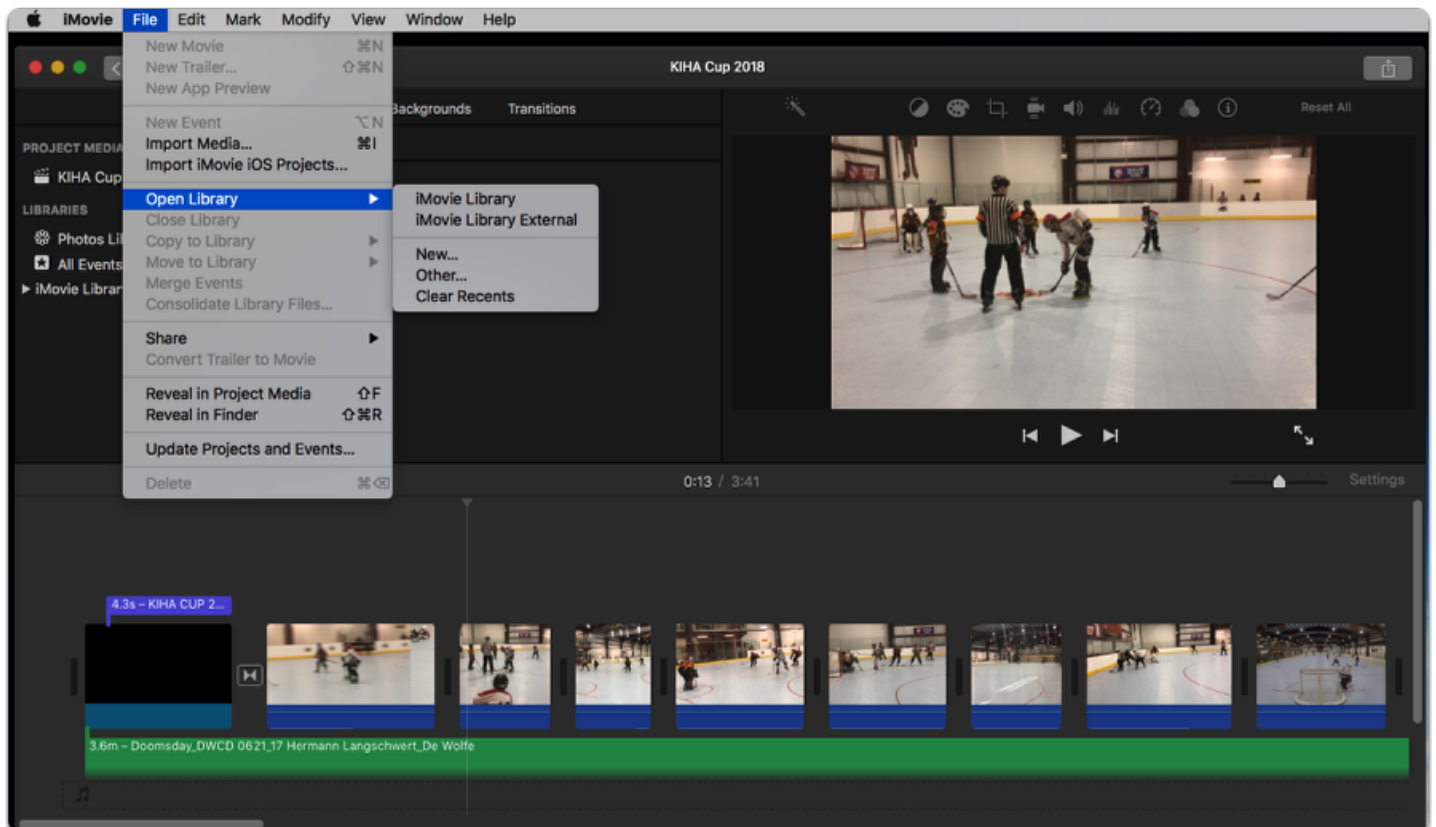 iMovie File Edit Mark Modify View Window Help
KIHA Cup 2018
New Movie ⌘N
New Trailer... ⇧⌘N
New App Preview
New Event ⌥N
Import Media... ⌘I
Import iMovie iOS Projects...
Open Library
Close Library
Copy to Library
Move to Library
Merge Events
Consolidate Library Files...
Share
Convert Trailer to Movie
Reveal in Project Media ⇧F
Reveal in Finder ⇧⌘R
Update Projects and Events...
Delete ⌘⌫
iMovie Library
iMovie Library External
New...
Other...
Clear Recents
Backgrounds Transitions
Reset All
PROJECT MEDIA
KIHA Cup
LIBRARIES
Photos Li
All Events
iMovie Librar
0:13 / 3:41
Settings
4.3s – KIHA CUP 2...
3.6m – Doomsday_DWCD 0621_17 Hermann Langschwert_De Wolfe